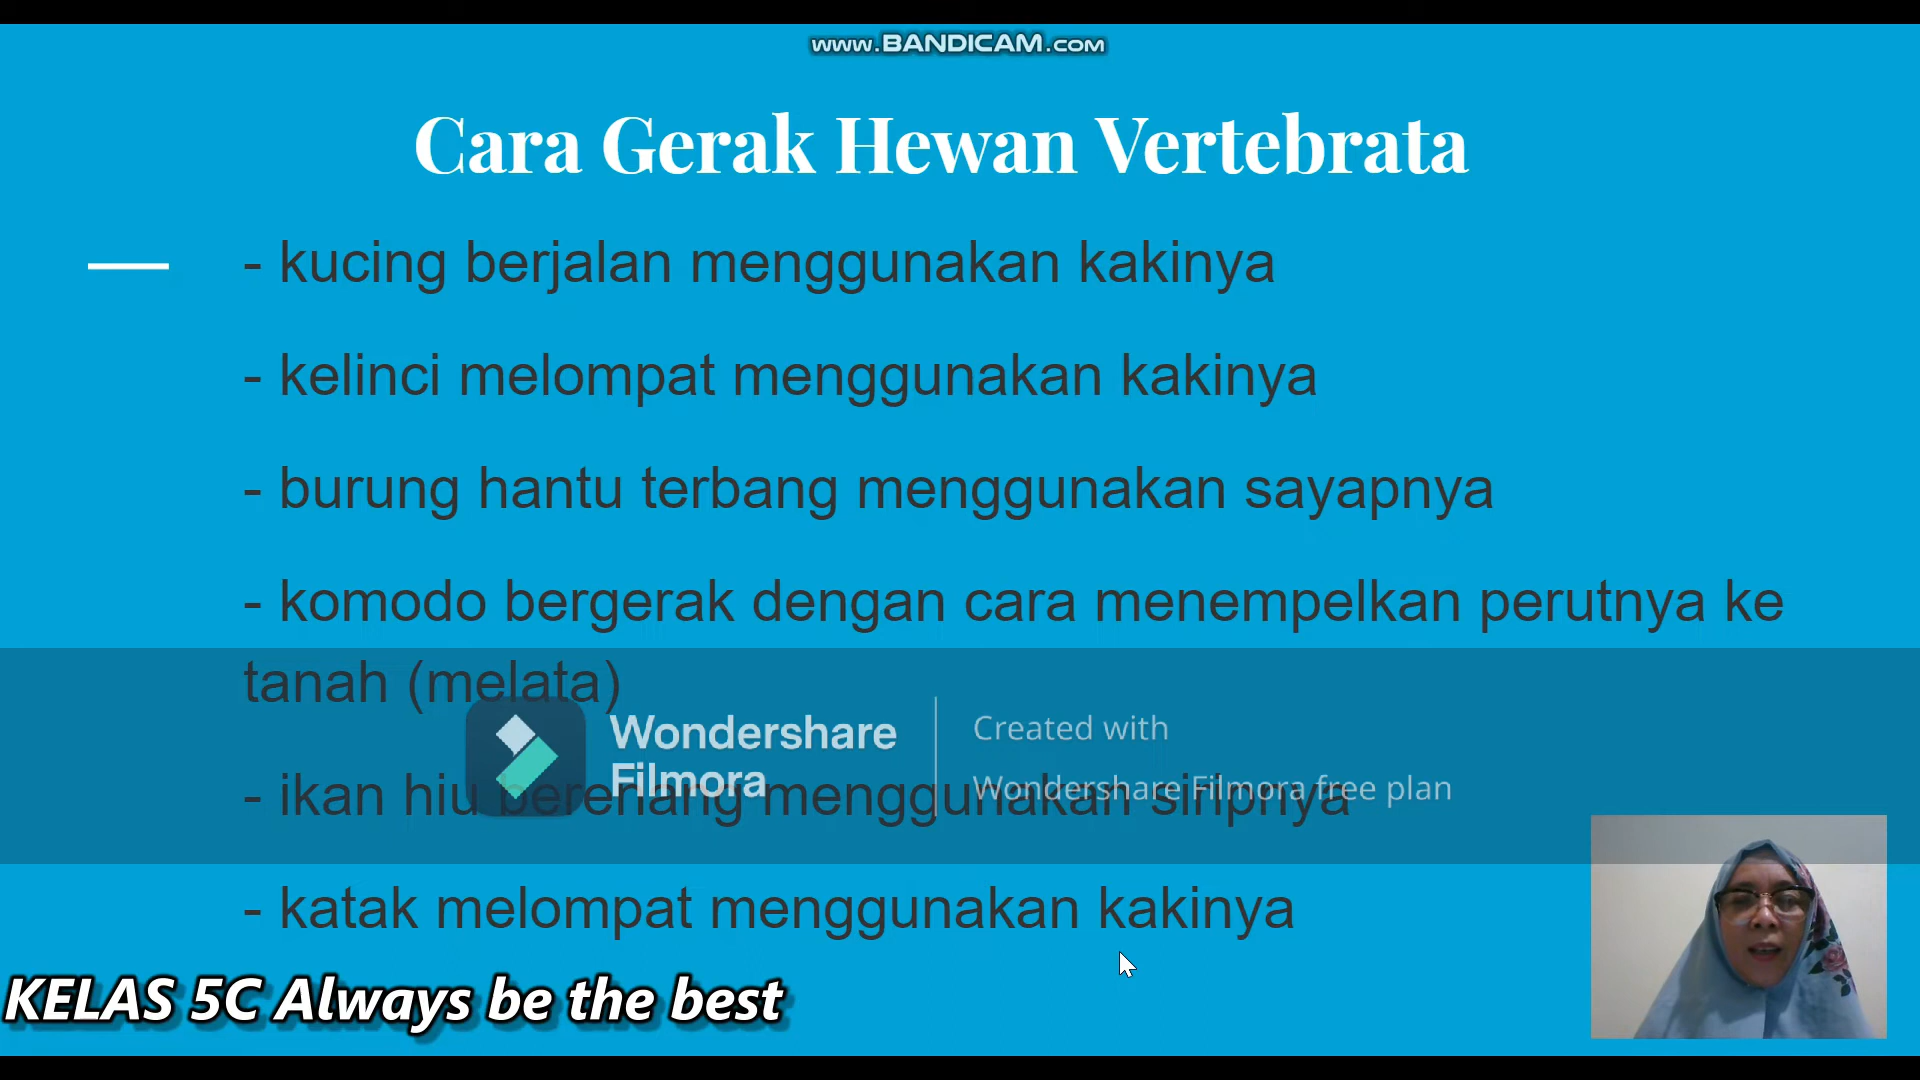 www.BANDICAM.com
Cara Gerak Hewan Vertebrata
- kucing berjalan menggunakan kakinya
- kelinci melompat menggunakan kakinya
- burung hantu terbang menggunakan sayapnya
- komodo bergerak dengan cara menempelkan perutnya ke
tanah (melata)
Wondershare
Filmora
Created with
Wondershare Filmora free plan
- ikan hiu berenang menggunakan siripnya
- katak melompat menggunakan kakinya
KELAS 5C Always be the best